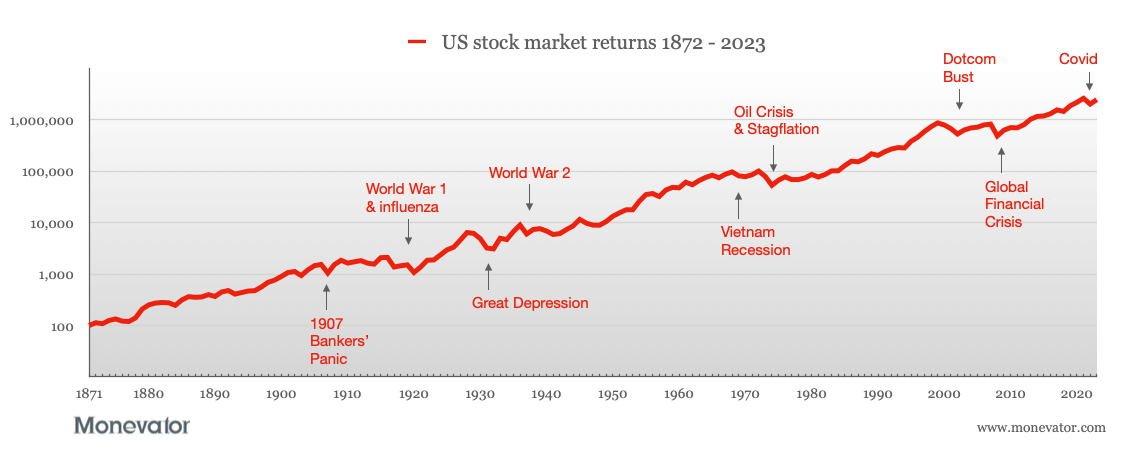 US stock market returns 1872 - 2023
Dotcom
Bust
Covid
1,000,000
Oil Crisis
& Stagflation
100,000
World War 2
World War 1
& influenza
Global
Financial
Crisis
10,000
Vietnam
Recession
1,000
Great Depression
1907
Bankers’
Panic
100
1871 1880 1890 1900 1910 1920 1930 1940 1950 1960 1970 1980 1990 2000 2010 2020
Monevator
www.monevator.com